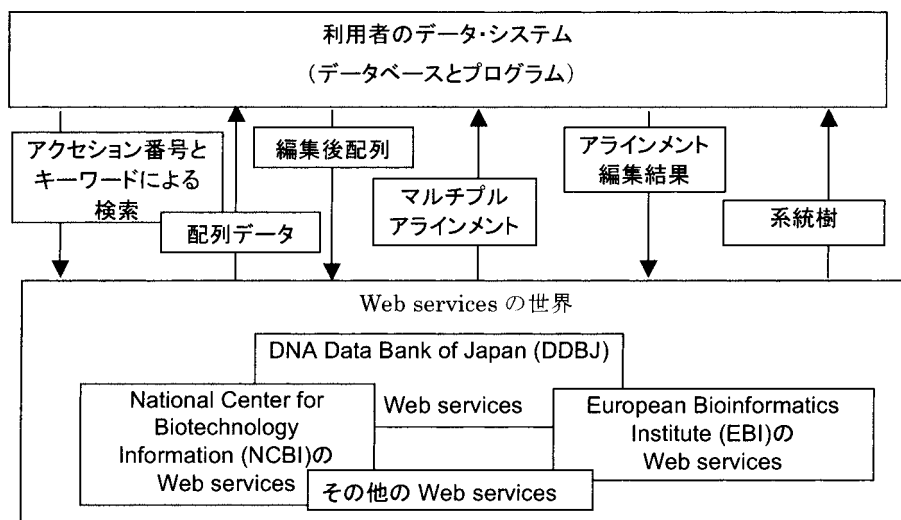 利用者のデータ・システム
(データベースとプログラム)
アクセション番号と
キーワードによる
検索
配列データ
編集後配列
マルチプル
アラインメント
アラインメント
編集結果
系統樹
Web services の世界
DNA Data Bank of Japan (DDBJ)
Web services
National Center for
Biotechnology
Information (NCBI)の
Web services
European Bioinformatics
Institute (EBI)の
Web services
その他の Web services